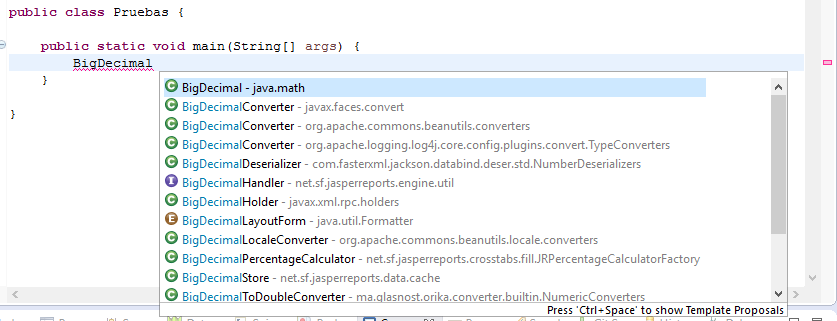 public class Pruebas {
public static void main(String[] args) {
BigDecimal
}
}
C BigDecimal - java.math
C BigDecimalConverter - javax.faces.convert
C BigDecimalConverter - org.apache.commons.beanutils.converters
C BigDecimalConverter - org.apache.logging.log4j.core.config.plugins.convert.TypeConverters
C BigDecimalDeserializer - com.fasterxml.jackson.databind.deser.std.NumberDeserializers
I BigDecimalHandler - net.sf.jasperreports.engine.util
C BigDecimalHolder - javax.xml.rpc.holders
E BigDecimalLayoutForm - java.util.Formatter
C BigDecimalLocaleConverter - org.apache.commons.beanutils.locale.converters
C BigDecimalPercentageCalculator - net.sf.jasperreports.crosstabs.fill.JRPercentageCalculatorFactory
C BigDecimalStore - net.sf.jasperreports.data.cache
C BigDecimalToDoubleConverter - ma.glasnost.orika.converter.builtin.NumericConverters
Press 'Ctrl+Space' to show Template Proposals